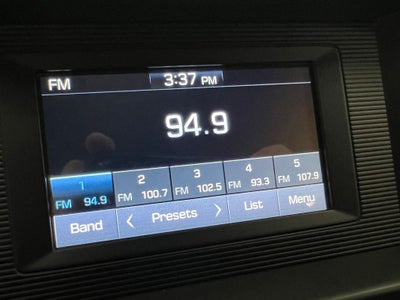 FM 3:37 PM
94.9
1 2 3 4 5
FM 94.9 FM 100.7 FM 102.5 FM 93.3 FM 107.9
Band < Presets > List Menu